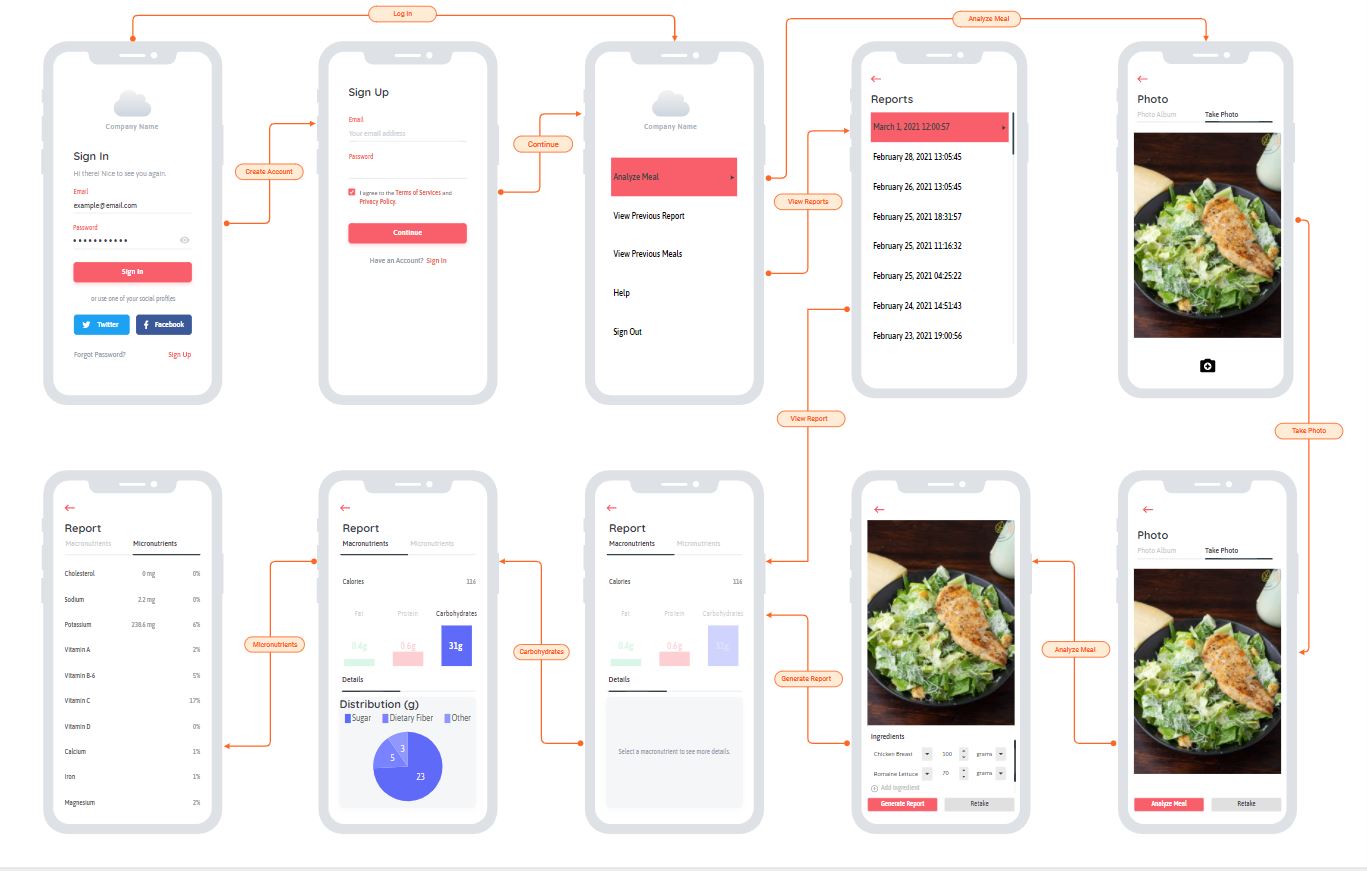 Log In
Analyze Meal
Company Name
Sign In
Hi there! Nice to see you again.
Email
example@email.com
Password
Sign In
or use one of your social profiles
Twitter
Facebook
Forgot Password?
Sign Up
Create Account
Sign Up
Email
Your email address
Password
I agree to the Terms of Services and
Privacy Policy.
Continue
Have an Account? Sign In
Continue
Company Name
Analyze Meal
View Previous Report
View Previous Meals
Help
Sign Out
View Reports
Reports
March 1, 2021 12:00:57
February 28, 2021 13:05:45
February 26, 2021 13:05:45
February 25, 2021 18:31:57
February 25, 2021 11:16:32
February 25, 2021 04:25:22
February 24, 2021 14:51:43
February 23, 2021 19:00:56
Photo
Photo Album
Take Photo
View Report
Take Photo
Report
Macronutrients
Micronutrients
Cholesterol 0 mg 0%
Sodium 2.2 mg 0%
Potassium 238.6 mg 6%
Vitamin A 2%
Vitamin B-6 5%
Vitamin C 17%
Vitamin D 0%
Calcium 1%
Iron 1%
Magnesium 2%
Micronutrients
Report
Macronutrients
Micronutrients
Calories 116
Fat Protein Carbohydrates
0.4g 0.6g 31g
Details
Distribution (g)
Sugar Dietary Fiber Other
3
5
23
Carbohydrates
Report
Macronutrients
Micronutrients
Calories 116
Fat Protein Carbohydrates
0.4g 0.6g 31g
Details
Select a macronutrient to see more details.
Generate Report
Ingredients
Chicken Breast 100 grams
Romaine Lettuce 70 grams
Add Ingredient
Generate Report
Retake
Analyze Meal
Photo
Photo Album
Take Photo
Analyze Meal
Retake